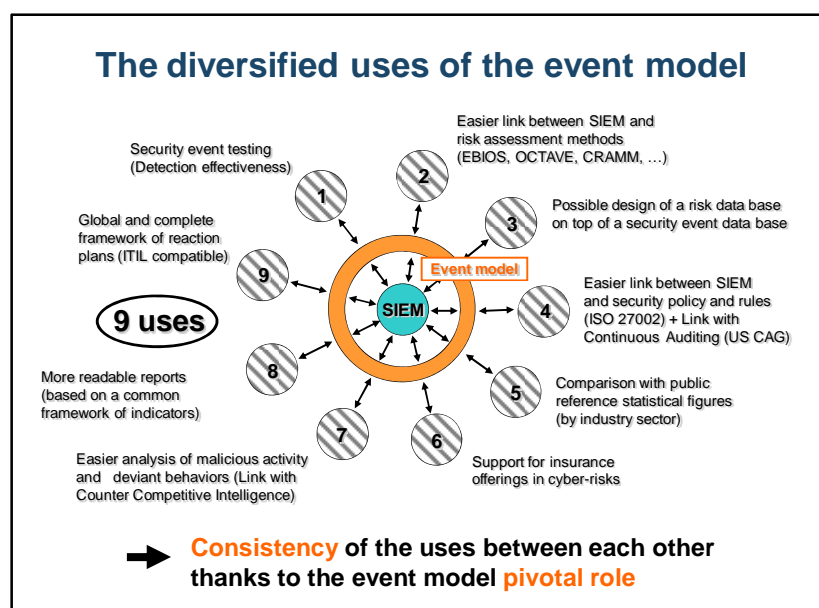 The diversified uses of the event model
Security event testing
(Detection effectiveness)
1
Easier link between SIEM and
risk assessment methods
(EBIOS, OCTAVE, CRAMM, …)
2
Possible design of a risk data base
on top of a security event data base
3
Easier link between SIEM
and security policy and rules
(ISO 27002) + Link with
Continuous Auditing (US CAG)
4
Comparison with public
reference statistical figures
(by industry sector)
5
Support for insurance
offerings in cyber-risks
6
Easier analysis of malicious activity
and deviant behaviors (Link with
Counter Competitive Intelligence)
7
More readable reports
(based on a common
framework of indicators)
8
Global and complete
framework of reaction
plans (ITIL compatible)
9
Event model
SIEM
9 uses
Consistency of the uses between each other
thanks to the event model pivotal role